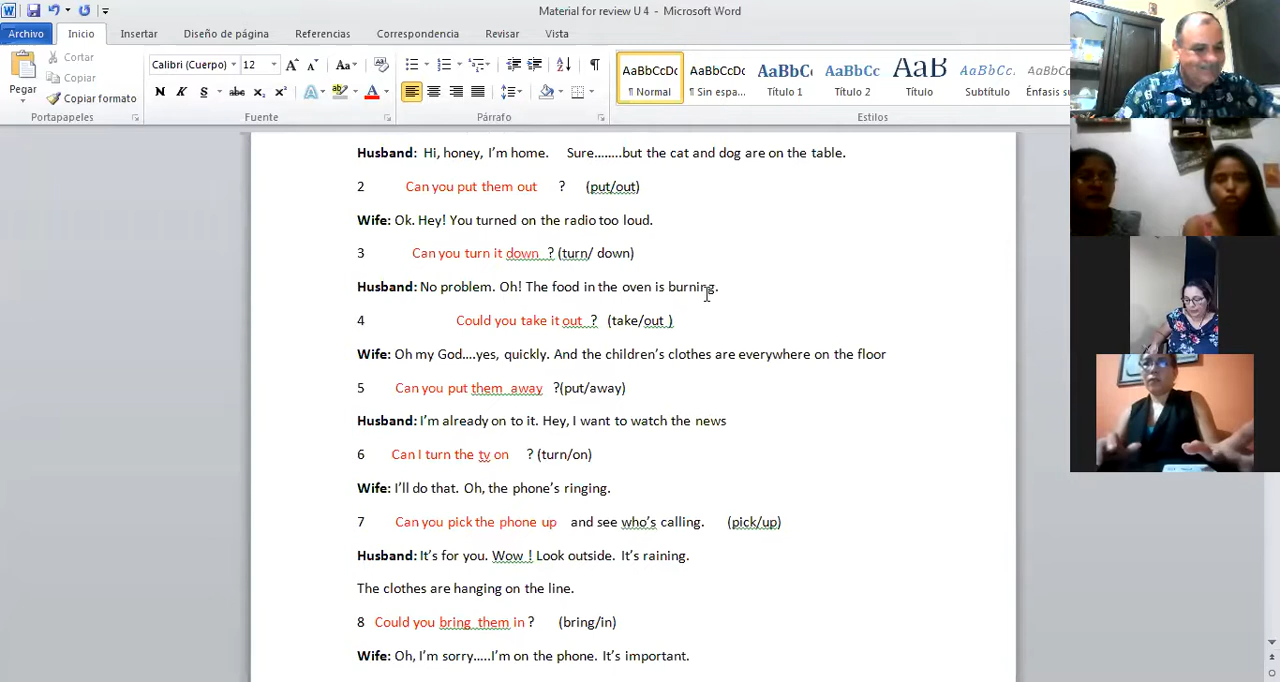 Material for review U 4 - Microsoft Word
Archivo Inicio Insertar Diseño de página Referencias Correspondencia Revisar Vista
Pegar
Cortar
Copiar
Copiar formato
Portapapeles
Calibri (Cuerpo) 12
Fuente
Párrafo
AaBbCcDc AaBbCcDc AaBbC AaBbCc AaB AaBbCc. AaBbCc
¶ Normal ¶ Sin espa... Título 1 Título 2 Título Subtítulo Énfasis
Estilos
Husband: Hi, honey, I'm home. Sure........but the cat and dog are on the table.
2 Can you put them out ? (put/out)
Wife: Ok. Hey! You turned on the radio too loud.
3 Can you turn it down ? (turn/ down)
Husband: No problem. Oh! The food in the oven is burning.
4 Could you take it out ? (take/out )
Wife: Oh my God....yes, quickly. And the children's clothes are everywhere on the floor
5 Can you put them away ?(put/away)
Husband: I'm already on to it. Hey, I want to watch the news
6 Can I turn the tv on ? (turn/on)
Wife: I'll do that. Oh, the phone's ringing.
7 Can you pick the phone up and see who's calling. (pick/up)
Husband: It's for you. Wow ! Look outside. It's raining.
The clothes are hanging on the line.
8 Could you bring them in ? (bring/in)
Wife: Oh, I'm sorry.....I'm on the phone. It's important.